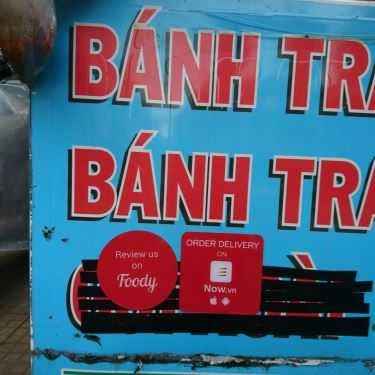 BÁNH TRA
BÁNH TRA
Review us
on
Foody
ORDER DELIVERY
ON
Now.vn